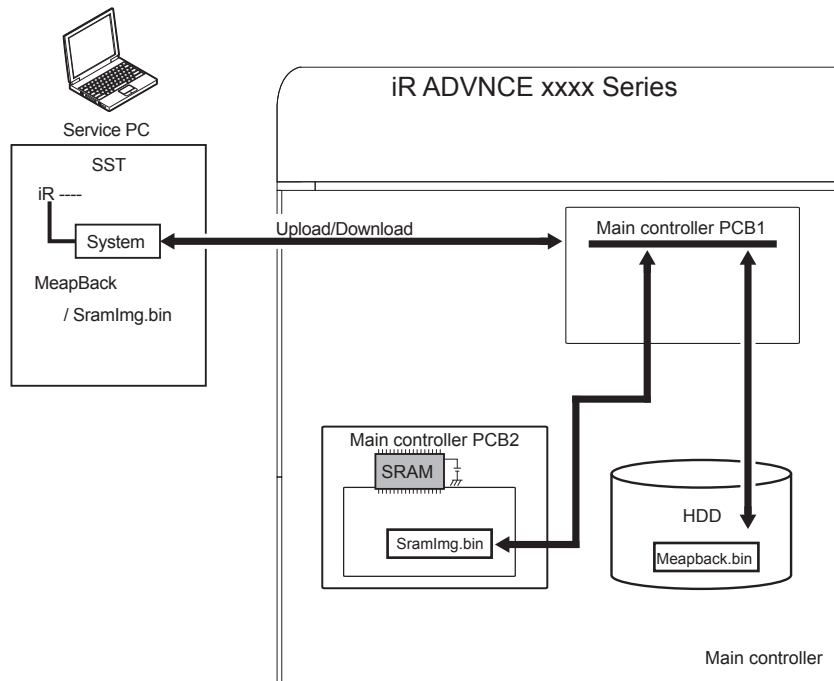 iR ADVNCE xxxx Series
Service PC
SST
iR ----
System
Upload/Download
MeapBack
/ SramImg.bin
Main controller PCB1
Main controller PCB2
SRAM
SramImg.bin
HDD
Meapback.bin
Main controller